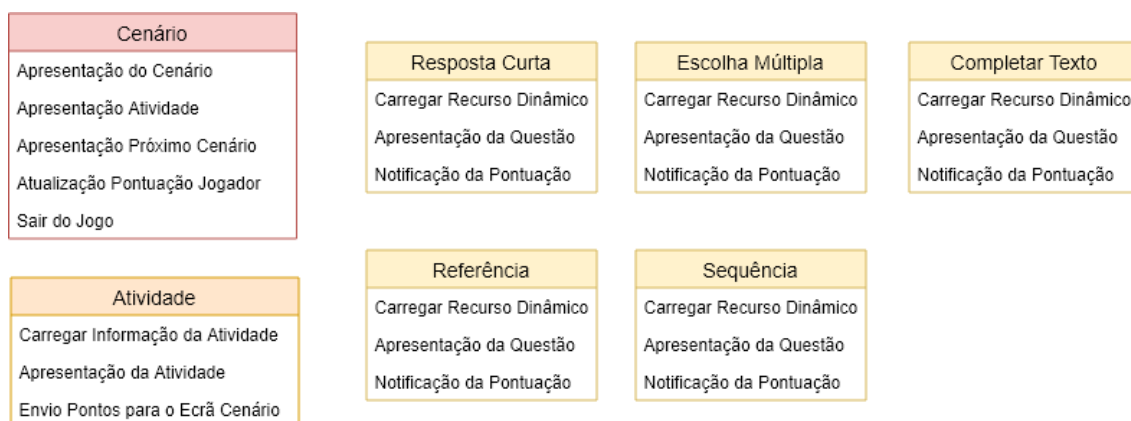 Cenário
Apresentação do Cenário
Apresentação Atividade
Apresentação Próximo Cenário
Atualização Pontuação Jogador
Sair do Jogo
Resposta Curta
Carregar Recurso Dinâmico
Apresentação da Questão
Notificação da Pontuação
Escolha Múltipla
Carregar Recurso Dinâmico
Apresentação da Questão
Notificação da Pontuação
Completar Texto
Carregar Recurso Dinâmico
Apresentação da Questão
Notificação da Pontuação
Atividade
Carregar Informação da Atividade
Apresentação da Atividade
Envio Pontos para o Ecrã Cenário
Referência
Carregar Recurso Dinâmico
Apresentação da Questão
Notificação da Pontuação
Sequência
Carregar Recurso Dinâmico
Apresentação da Questão
Notificação da Pontuação